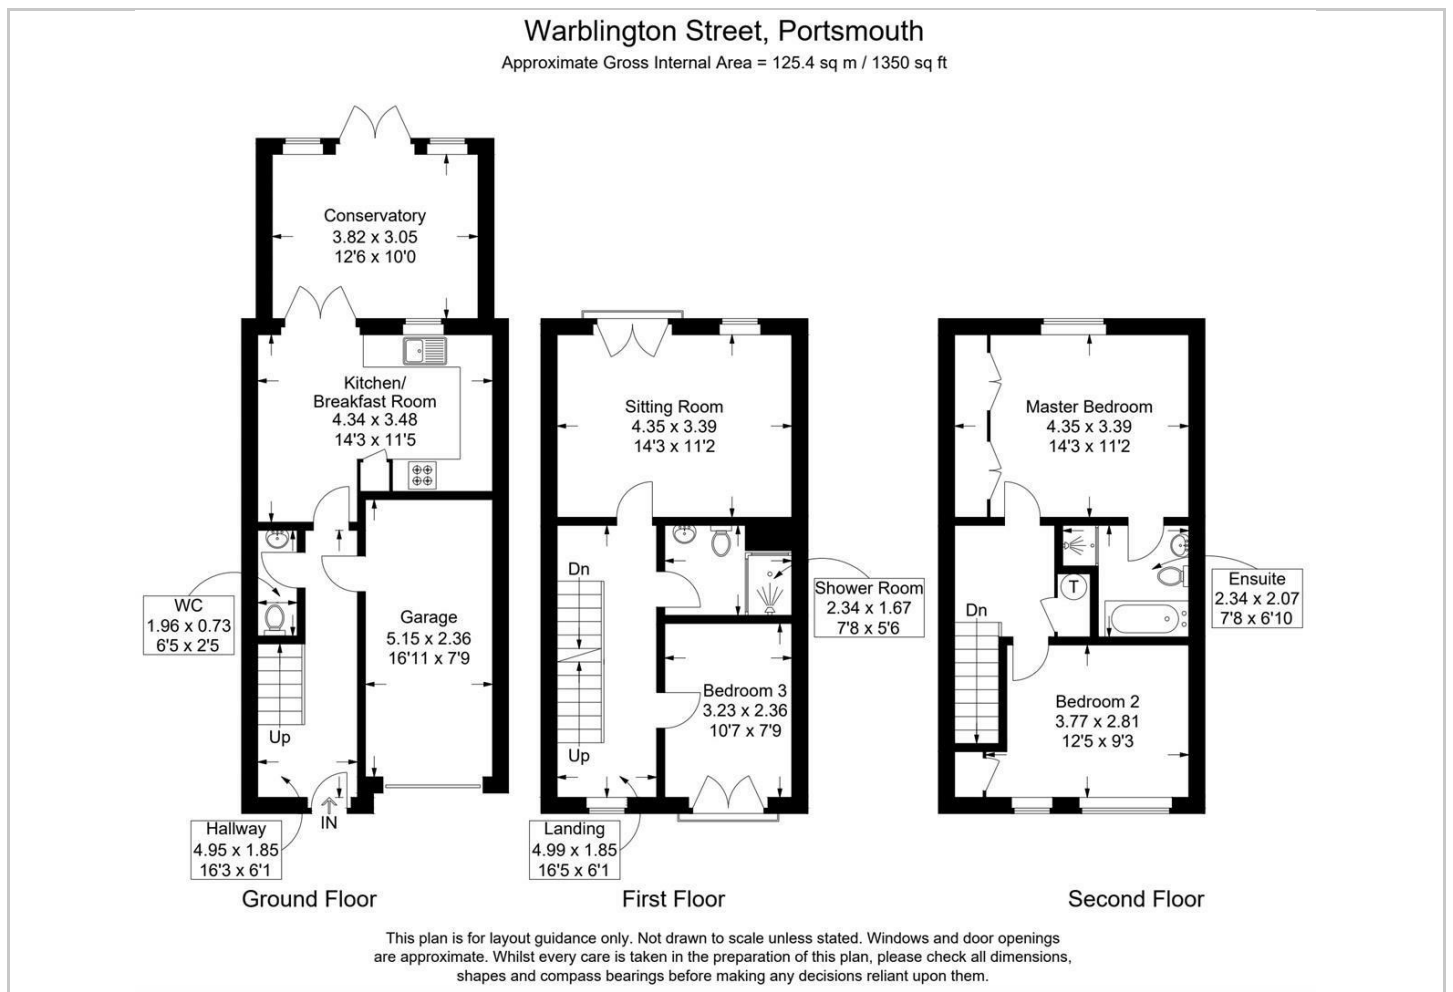 Warblington Street, Portsmouth
Approximate Gross Internal Area = 125.4 sq m / 1350 sq ft
Conservatory
3.82 x 3.05
12'6 x 10'0
Kitchen/
Breakfast Room
4.34 x 3.48
14'3 x 11'5
WC
1.96 x 0.73
6'5 x 2'5
Garage
5.15 x 2.36
16'11 x 7'9
Up
IN
Hallway
4.95 x 1.85
16'3 x 6'1
Ground Floor
Sitting Room
4.35 x 3.39
14'3 x 11'2
Dn
Shower Room
2.34 x 1.67
7'8 x 5'6
Bedroom 3
3.23 x 2.36
10'7 x 7'9
Up
Landing
4.99 x 1.85
16'5 x 6'1
First Floor
Master Bedroom
4.35 x 3.39
14'3 x 11'2
T
Ensuite
2.34 x 2.07
7'8 x 6'10
Dn
Bedroom 2
3.77 x 2.81
12'5 x 9'3
Second Floor
This plan is for layout guidance only. Not drawn to scale unless stated. Windows and door openings
are approximate. Whilst every care is taken in the preparation of this plan, please check all dimensions,
shapes and compass bearings before making any decisions reliant upon them.